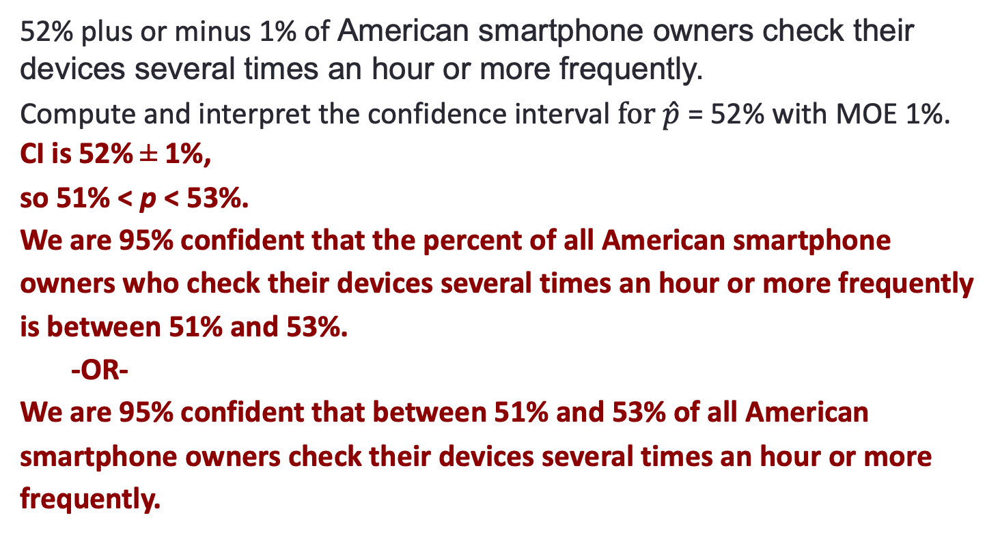 52% plus or minus 1% of American smartphone owners check their
devices several times an hour or more frequently.
Compute and interpret the confidence interval for p̂ = 52% with MOE 1%.
CI is 52% ± 1%,
so 51% < p < 53%.
We are 95% confident that the percent of all American smartphone
owners who check their devices several times an hour or more frequently
is between 51% and 53%.
-OR-
We are 95% confident that between 51% and 53% of all American
smartphone owners check their devices several times an hour or more
frequently.